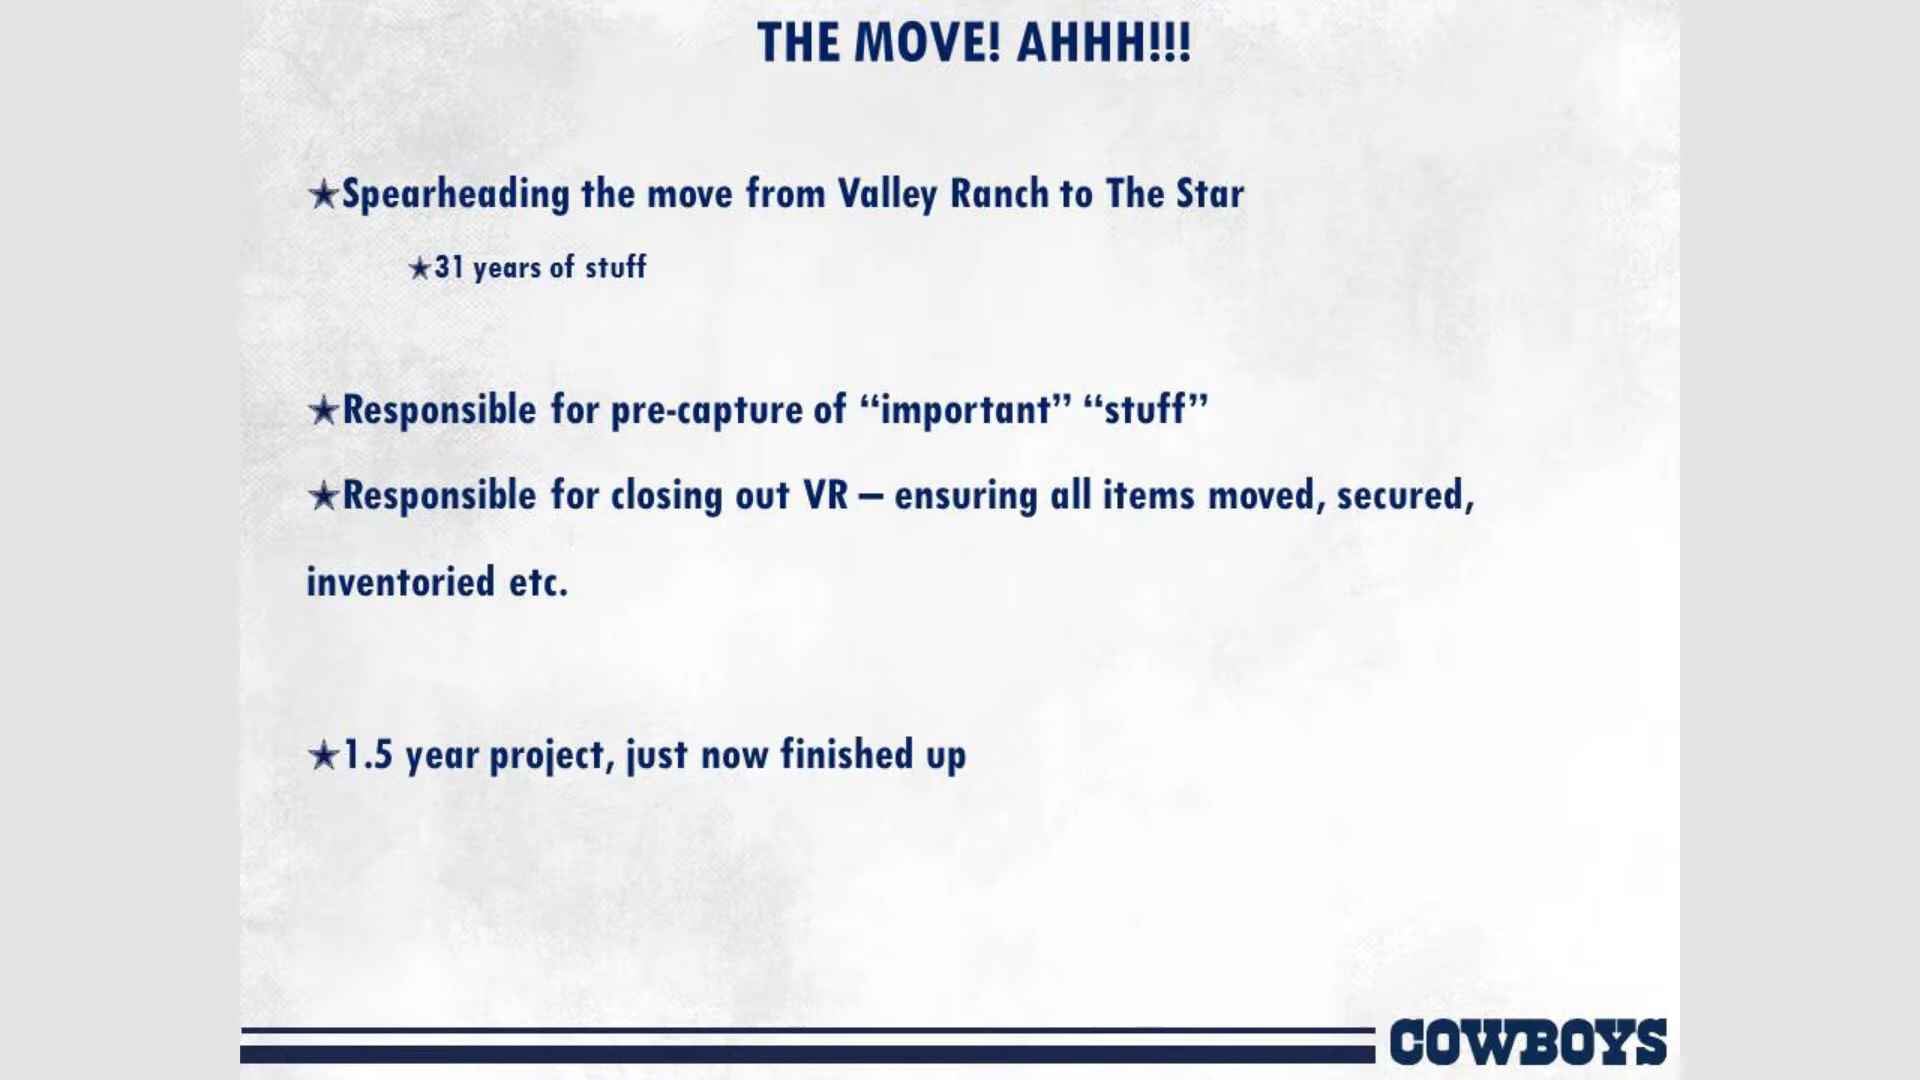 THE MOVE! AHHH!!!
★Spearheading the move from Valley Ranch to The Star
★31 years of stuff
★Responsible for pre-capture of “important” “stuff”
★Responsible for closing out VR – ensuring all items moved, secured,
inventoried etc.
★1.5 year project, just now finished up
COWBOYS